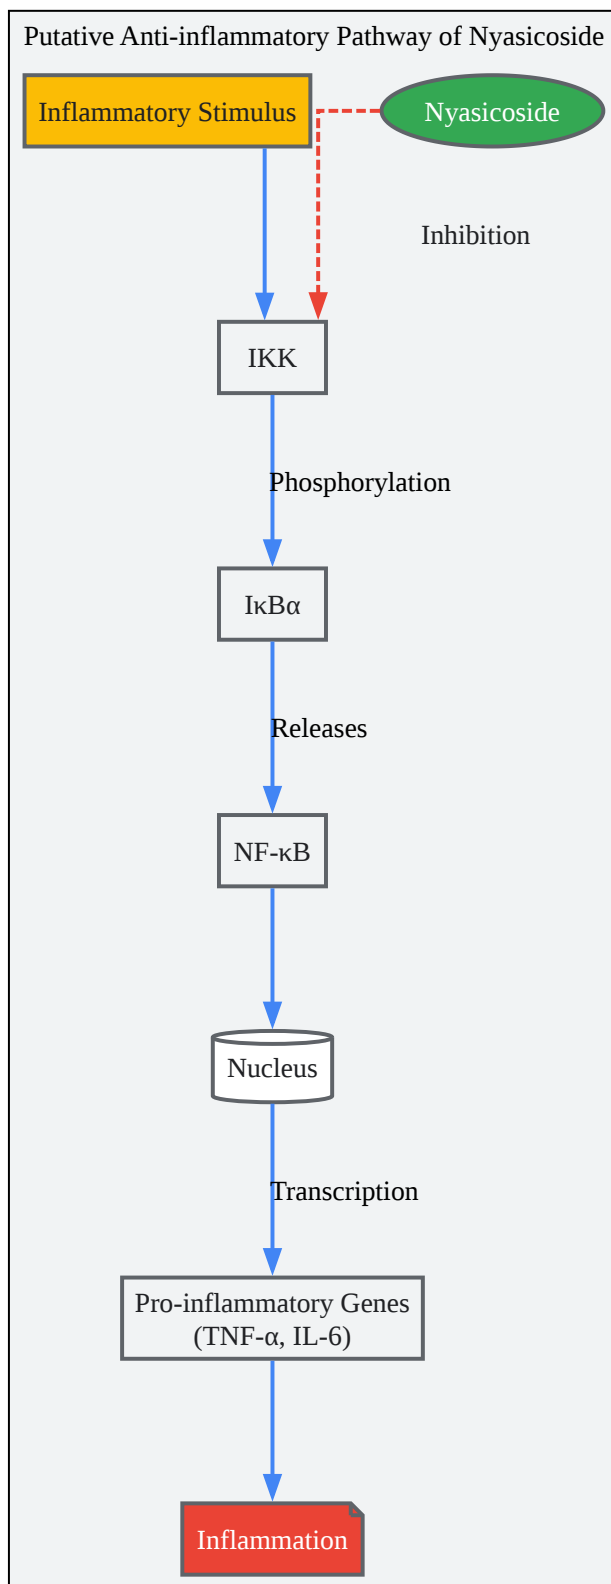 Putative Anti-inflammatory Pathway of Nyasicoside
Inflammatory Stimulus
Nyasicoside
Inhibition
IKK
Phosphorylation
IκBα
Releases
NF-κB
Nucleus
Transcription
Pro-inflammatory Genes
(TNF-α, IL-6)
Inflammation